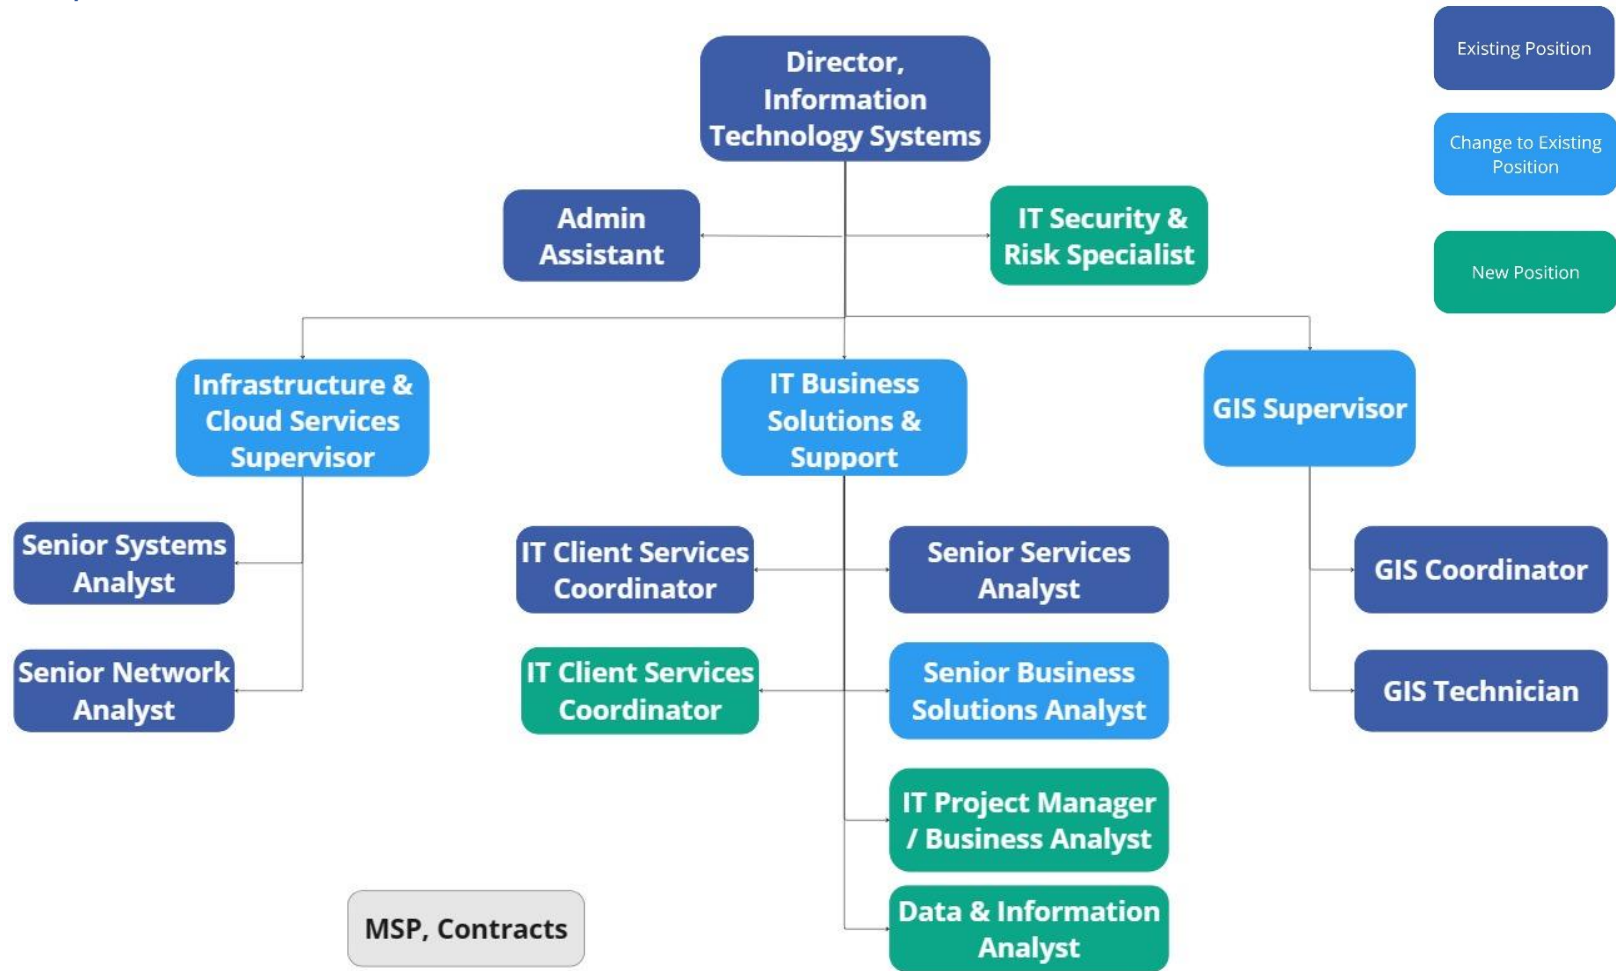 Director,
Information
Technology Systems
Existing Position
Change to Existing
Position
New Position
Admin
Assistant
IT Security &
Risk Specialist
Infrastructure &
Cloud Services
Supervisor
IT Business
Solutions &
Support
GIS Supervisor
Senior Systems
Analyst
IT Client Services
Coordinator
Senior Services
Analyst
GIS Coordinator
Senior Network
Analyst
IT Client Services
Coordinator
Senior Business
Solutions Analyst
GIS Technician
IT Project Manager
/ Business Analyst
MSP, Contracts
Data & Information
Analyst